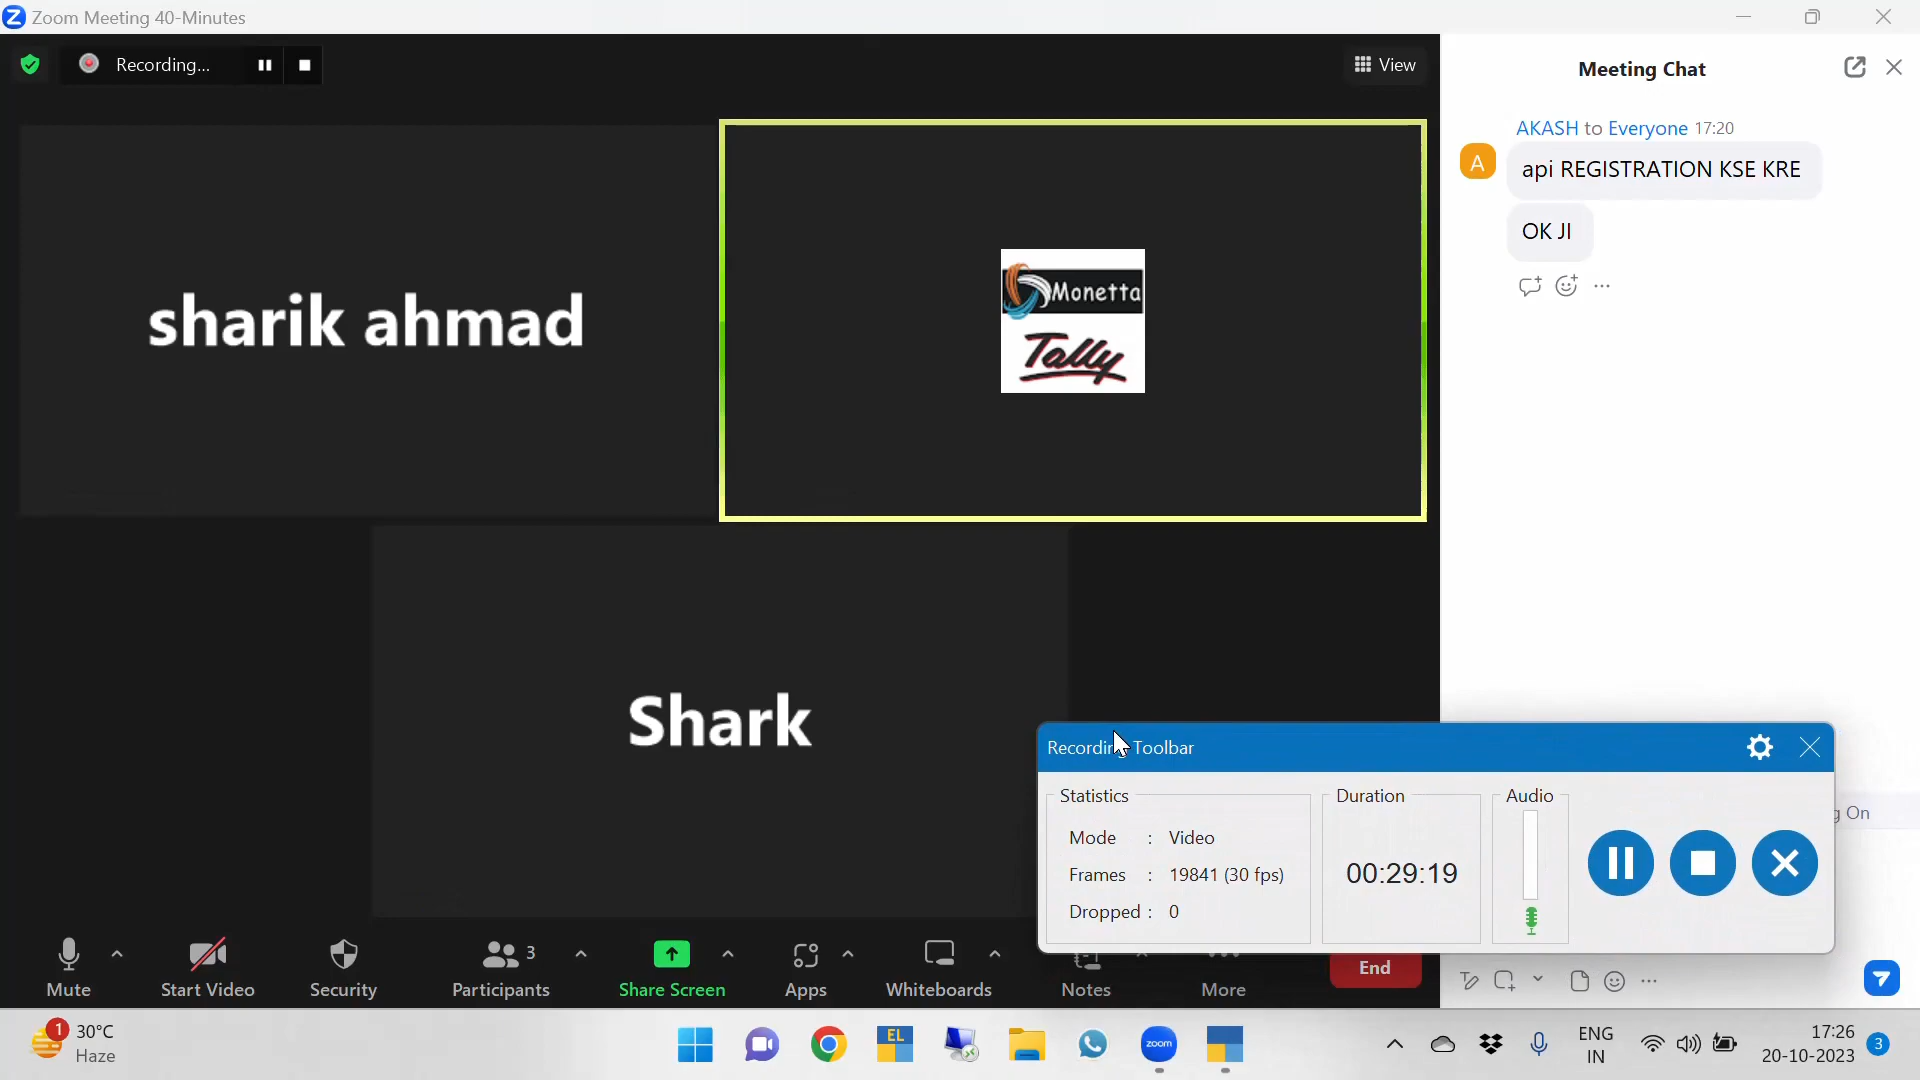 Zoom Meeting 40-Minutes
Recording...
View
Meeting Chat
AKASH to Everyone 17:20
A
api REGISTRATION KSE KRE
OK JI
sharik ahmad
Monetta
Tally
Shark
Recording Toolbar
Statistics
Mode : Video
Frames : 19841 (30 fps)
Dropped : 0
Duration
00:29:19
Audio
On
Mute
Start Video
Security
3
Participants
Share Screen
Apps
Whiteboards
Notes
More
End
1
30°C
Haze
EL
zoom
ENG
IN
17:26
20-10-2023
3